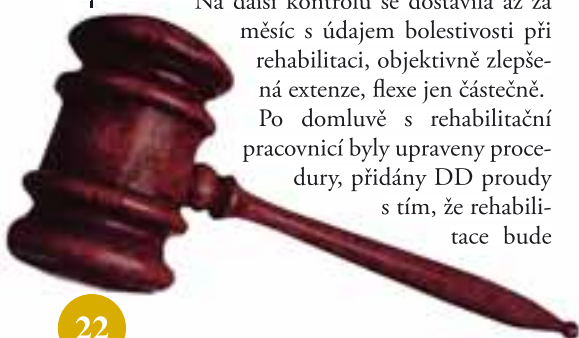 Na další kontrolu se dostavila až za
měsíc s údajem bolestivosti při
rehabilitaci, objektivně zlepše-
ná extenze, flexe jen částečně.
Po domluvě s rehabilitační
pracovnicí byly upraveny proce-
dury, přidány DD proudy
s tím, že rehabili-
tace bude
22